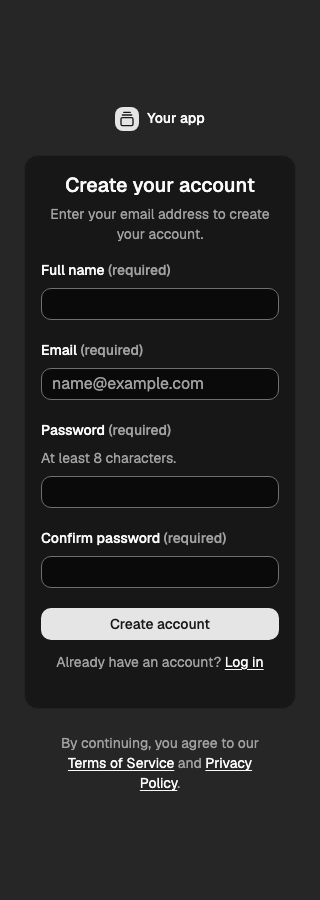 Your app
Create your account
Enter your email address to create
your account.
Full name (required)
Email (required)
name@example.com
Password (required)
At least 8 characters.
Confirm password (required)
Create account
Already have an account? Log in
By continuing, you agree to our
Terms of Service and Privacy
Policy.